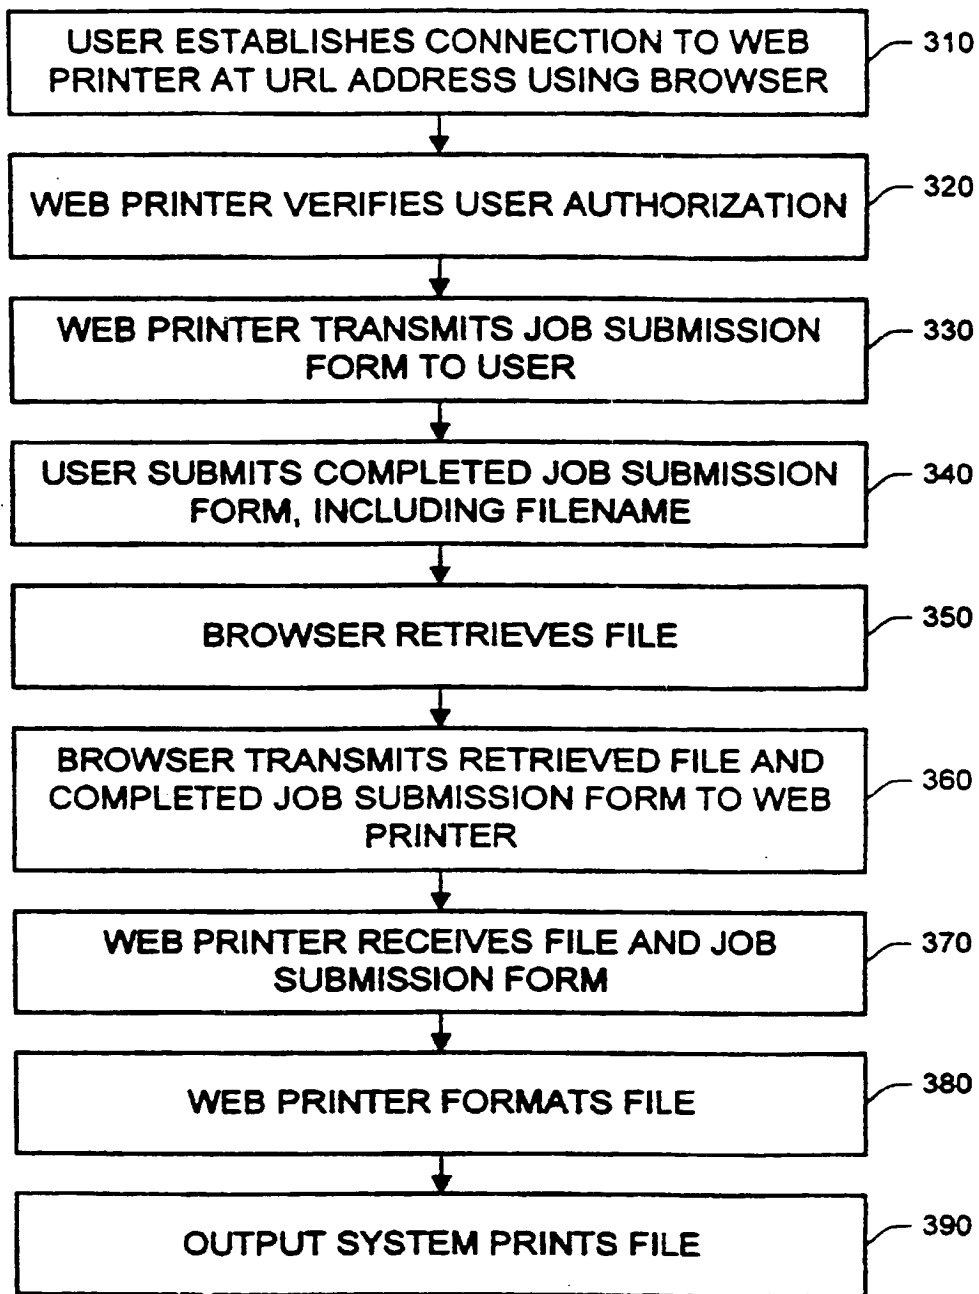 USER ESTABLISHES CONNECTION TO WEB
PRINTER AT URL ADDRESS USING BROWSER
310
WEB PRINTER VERIFIES USER AUTHORIZATION
320
WEB PRINTER TRANSMITS JOB SUBMISSION
FORM TO USER
330
USER SUBMITS COMPLETED JOB SUBMISSION
FORM, INCLUDING FILENAME
340
BROWSER RETRIEVES FILE
350
BROWSER TRANSMITS RETRIEVED FILE AND
COMPLETED JOB SUBMISSION FORM TO WEB
PRINTER
360
WEB PRINTER RECEIVES FILE AND JOB
SUBMISSION FORM
370
WEB PRINTER FORMATS FILE
380
OUTPUT SYSTEM PRINTS FILE
390